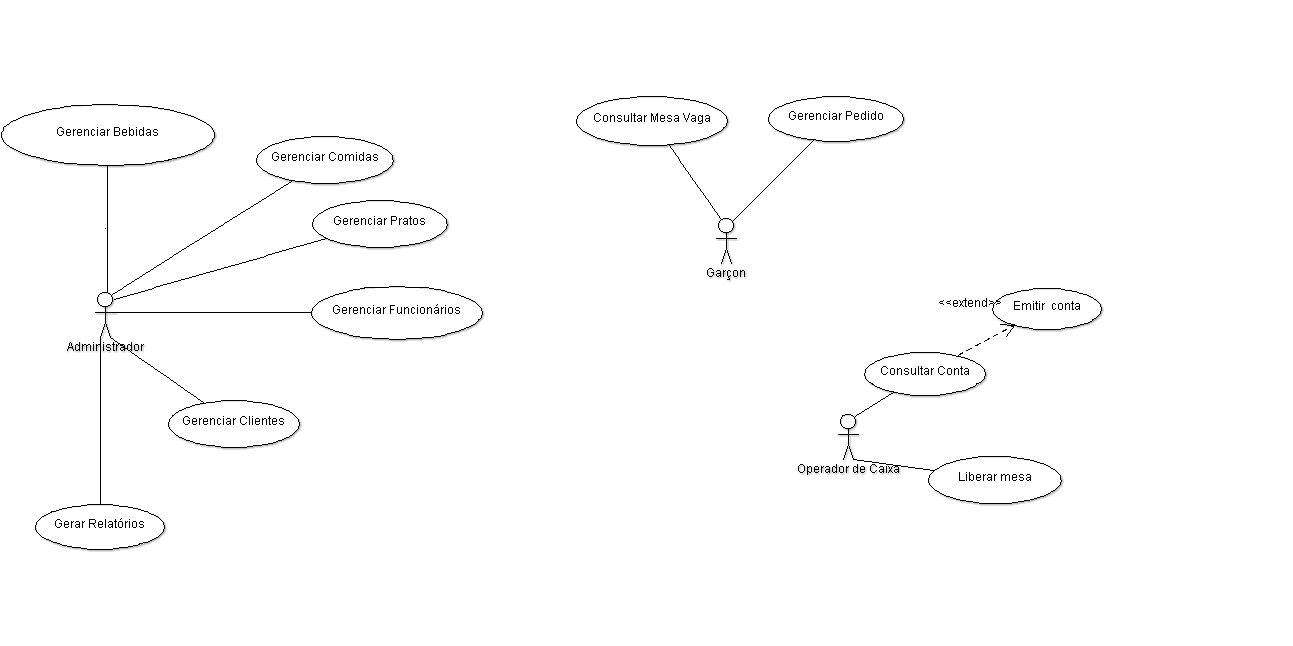 Gerenciar Bebidas
Gerenciar Comidas
Gerenciar Pratos
Gerenciar Funcionários
Administrador
Gerenciar Clientes
Gerar Relatórios
Consultar Mesa Vaga
Gerenciar Pedido
Garçon
<<extend>>
Emitir conta
Consultar Conta
Operador de Caixa
Liberar mesa